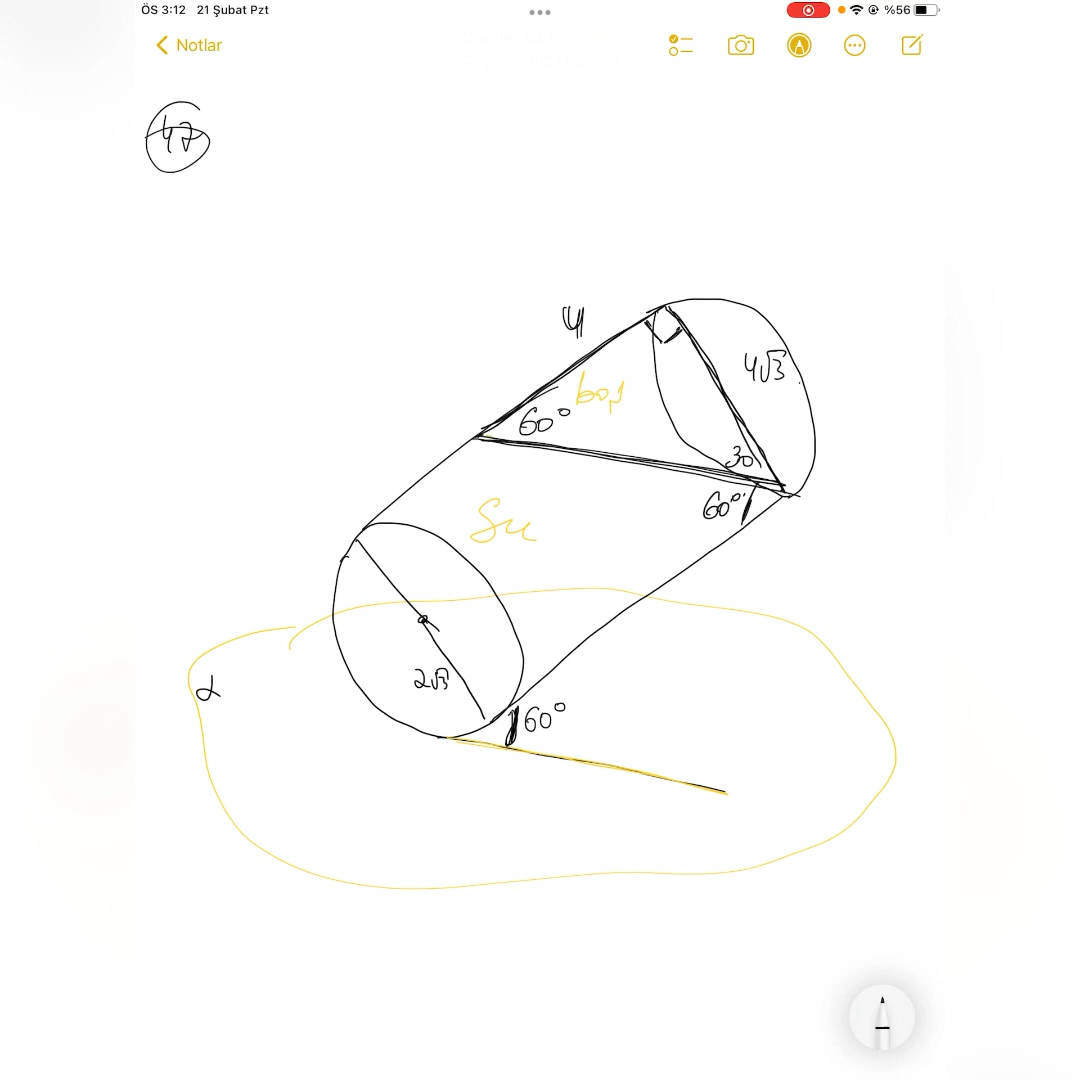 ÖS 3:12 21 Şubat Pzt
%56
Notlar
47
4
4√3
boş
60°
30
60°
Su
2√3
60°
α